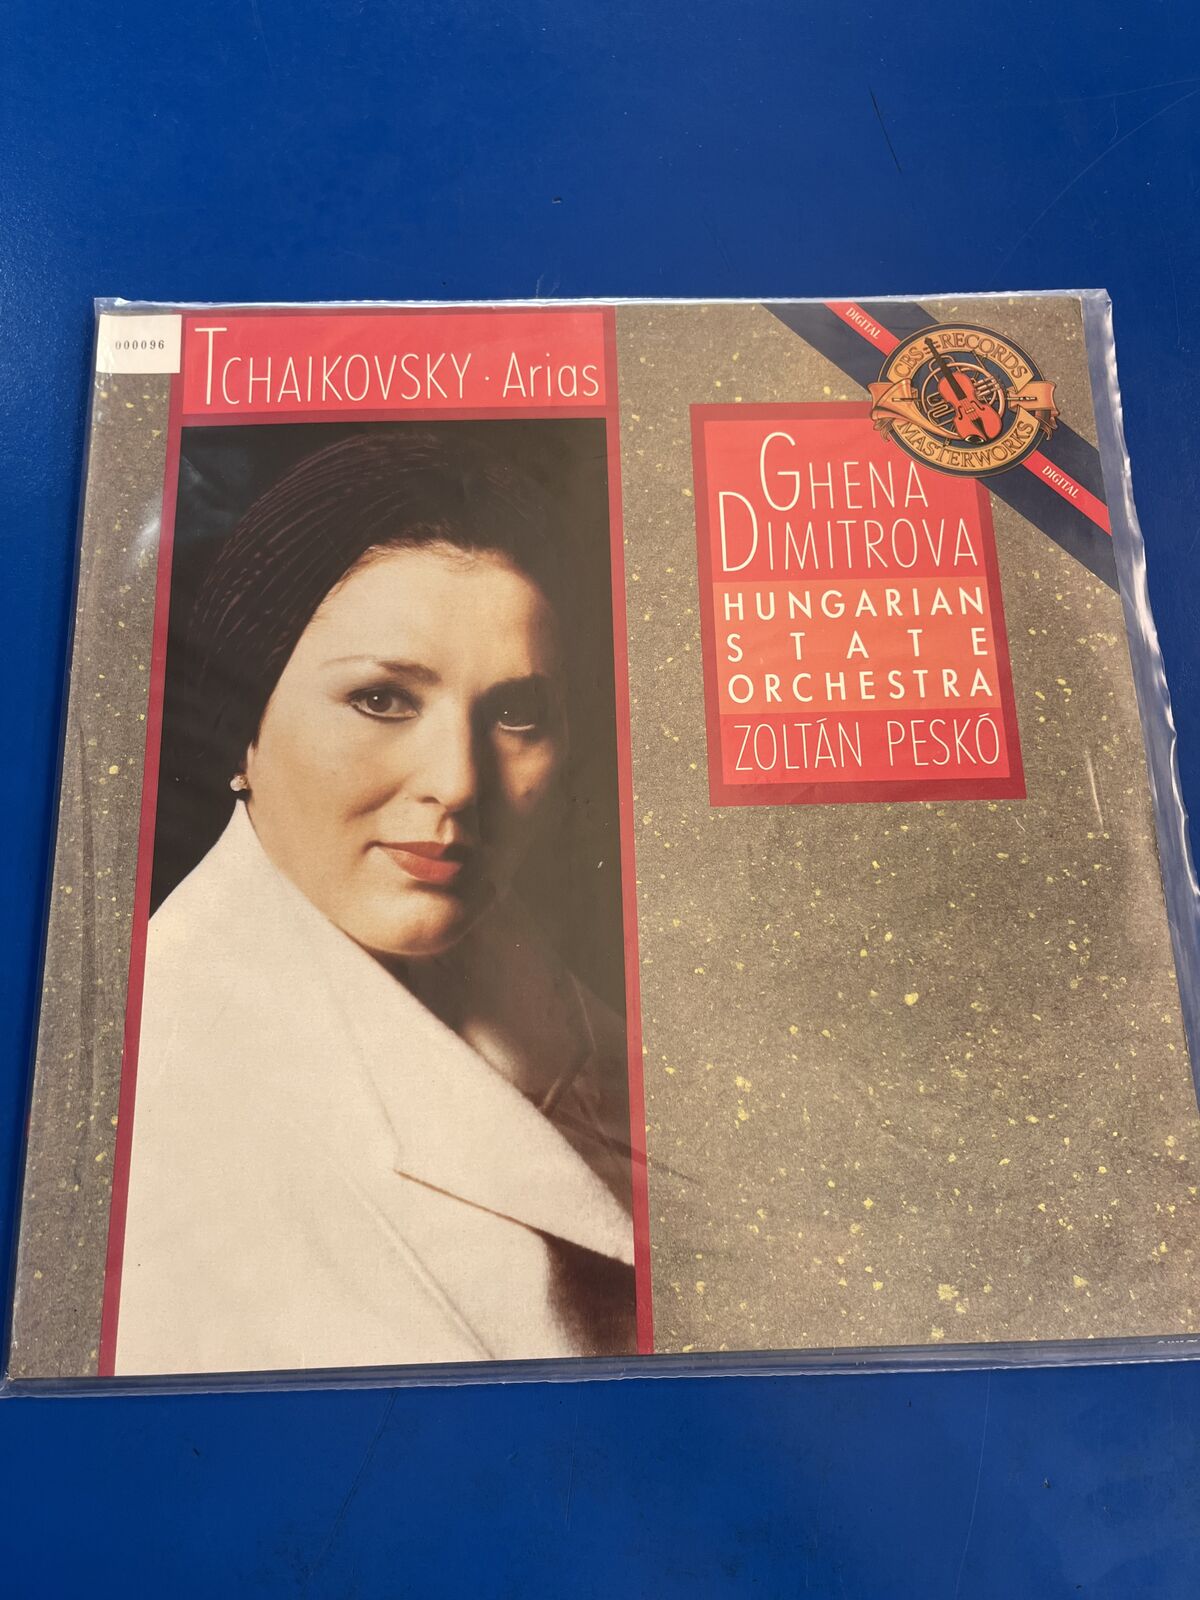 000096
TCHAIKOVSKY · Arias
DIGITAL
CBS RECORDS
MASTERWORKS
DIGITAL
GHENA
DIMITROVA
HUNGARIAN
STATE
ORCHESTRA
ZOLTÁN PESKÓ